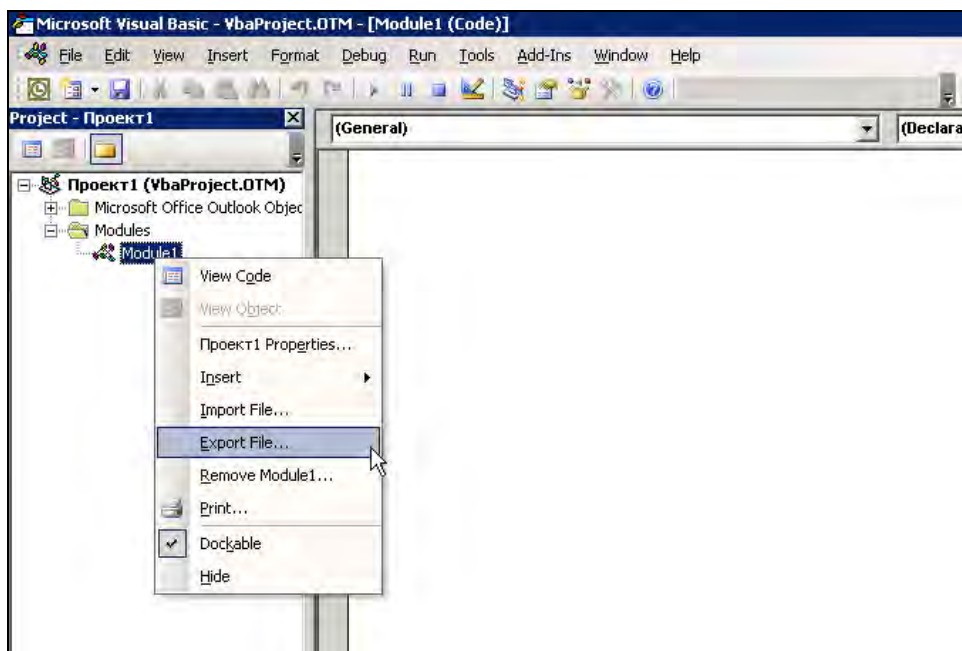 Microsoft Visual Basic - VbaProject.OTM - [Module1 (Code)]
File Edit View Insert Format Debug Run Tools Add-Ins Window Help
Project - Проект1
(General)
(Declara
Проект1 (VbaProject.OTM)
Microsoft Office Outlook Objec
Modules
Module1
View Code
View Object
Проект1 Properties...
Insert
Import File...
Export File...
Remove Module1...
Print...
Dockable
Hide